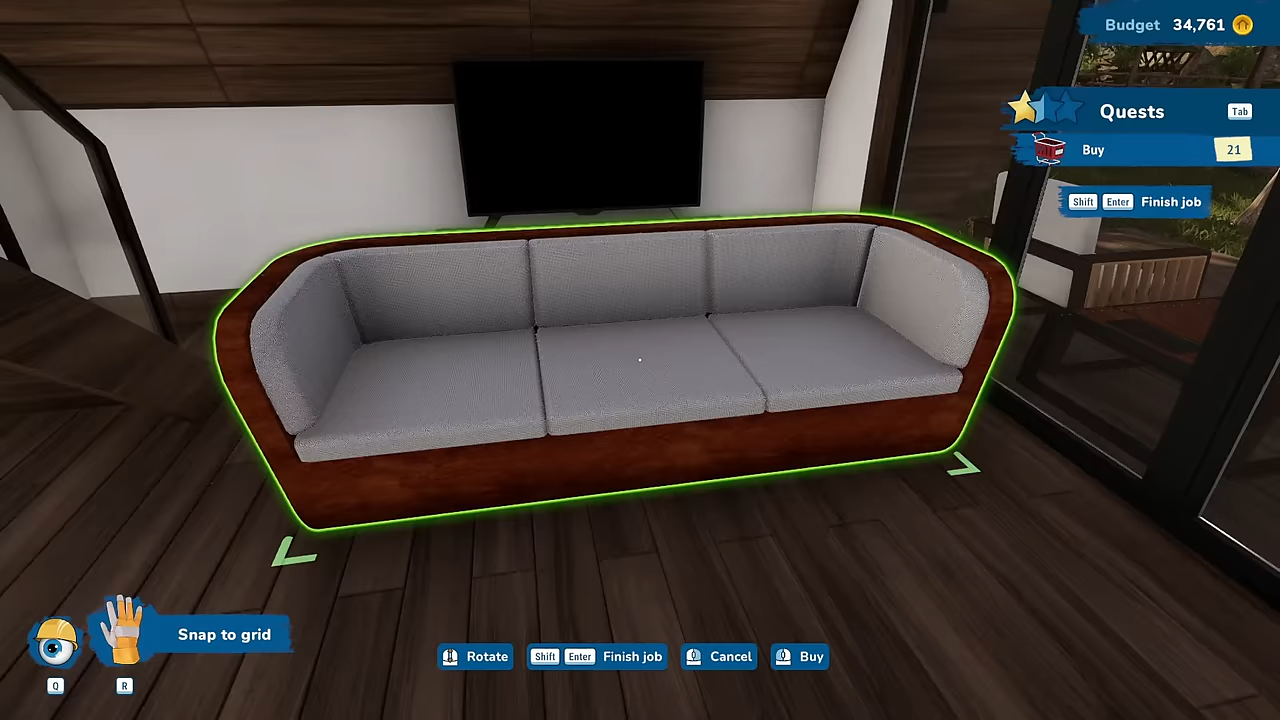 Budget 34,761
Quests Tab
Buy 21
Shift Enter Finish job
Snap to grid
Rotate Shift Enter Finish job Cancel Buy
Q R